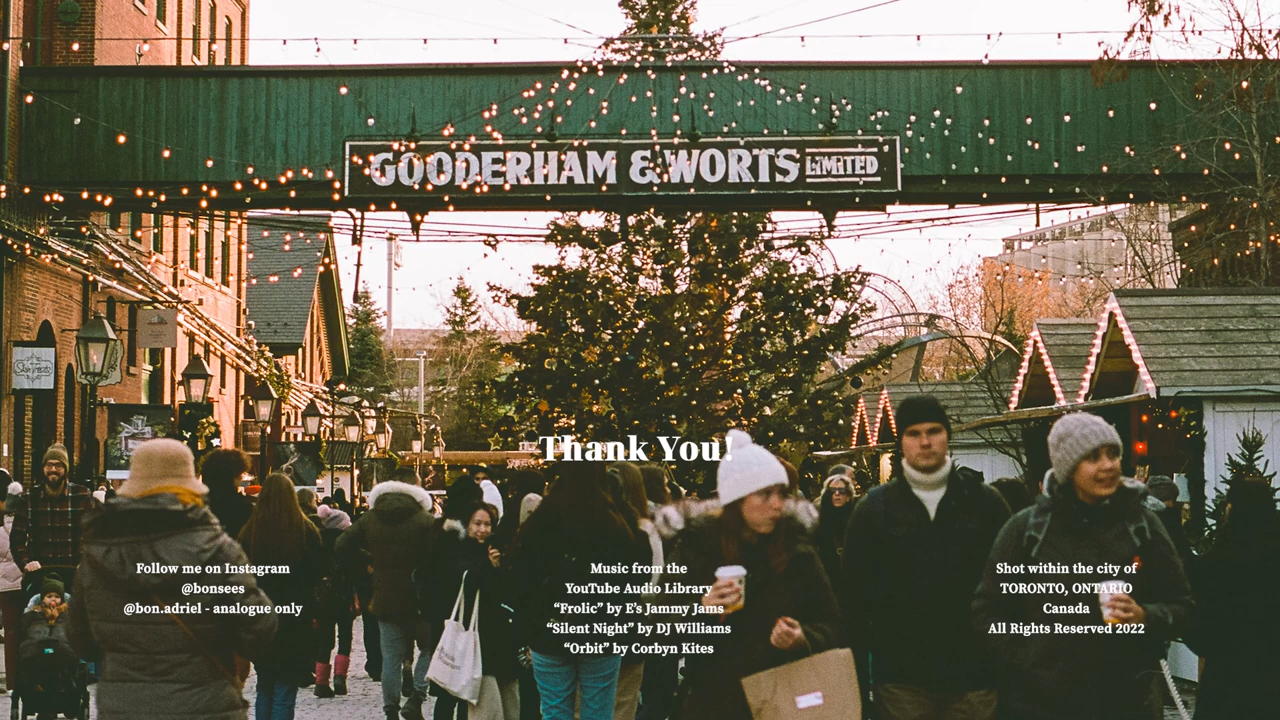 GOODERHAM & WORTS LIMITED
Skin Treats
Thank You!
Follow me on Instagram
@bonsees
@bon.adriel - analogue only
Music from the
YouTube Audio Library
“Frolic” by E's Jammy Jams
“Silent Night” by DJ Williams
“Orbit” by Corbyn Kites
Shot within the city of
TORONTO, ONTARIO
Canada
All Rights Reserved 2022